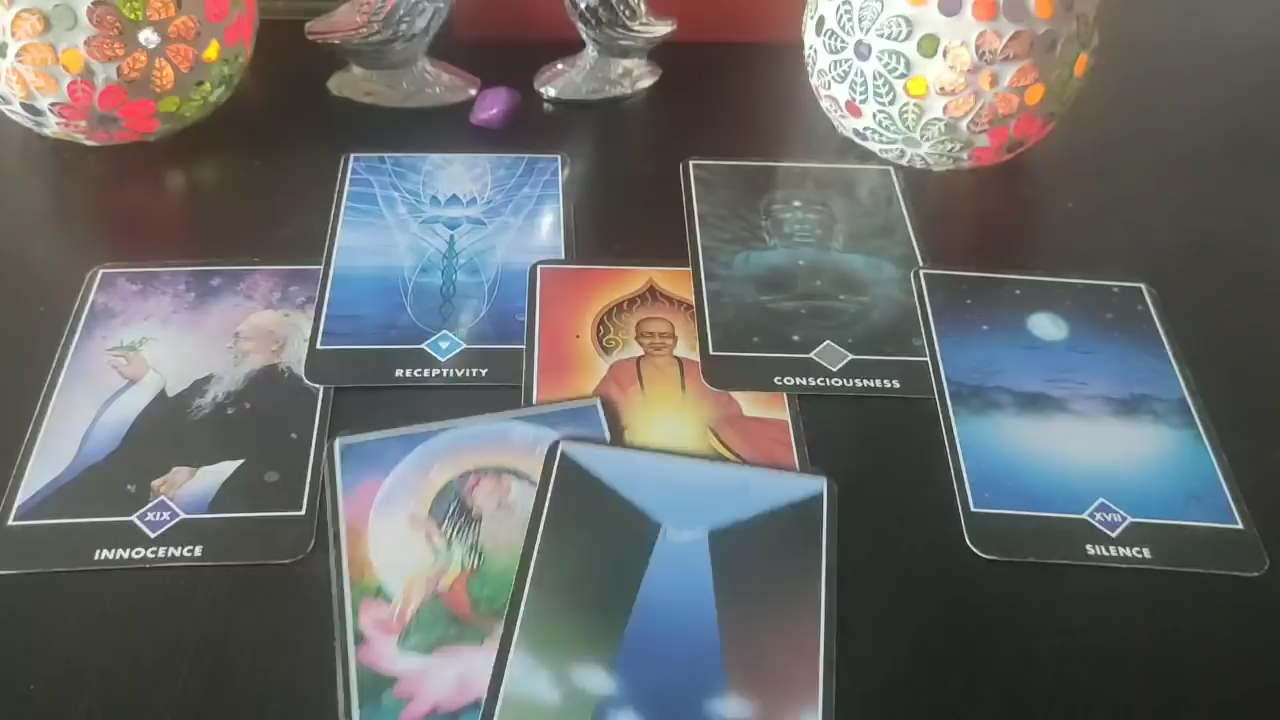 RECEPTIVITY
CONSCIOUSNESS
XIX
INNOCENCE
XVII
SILENCE